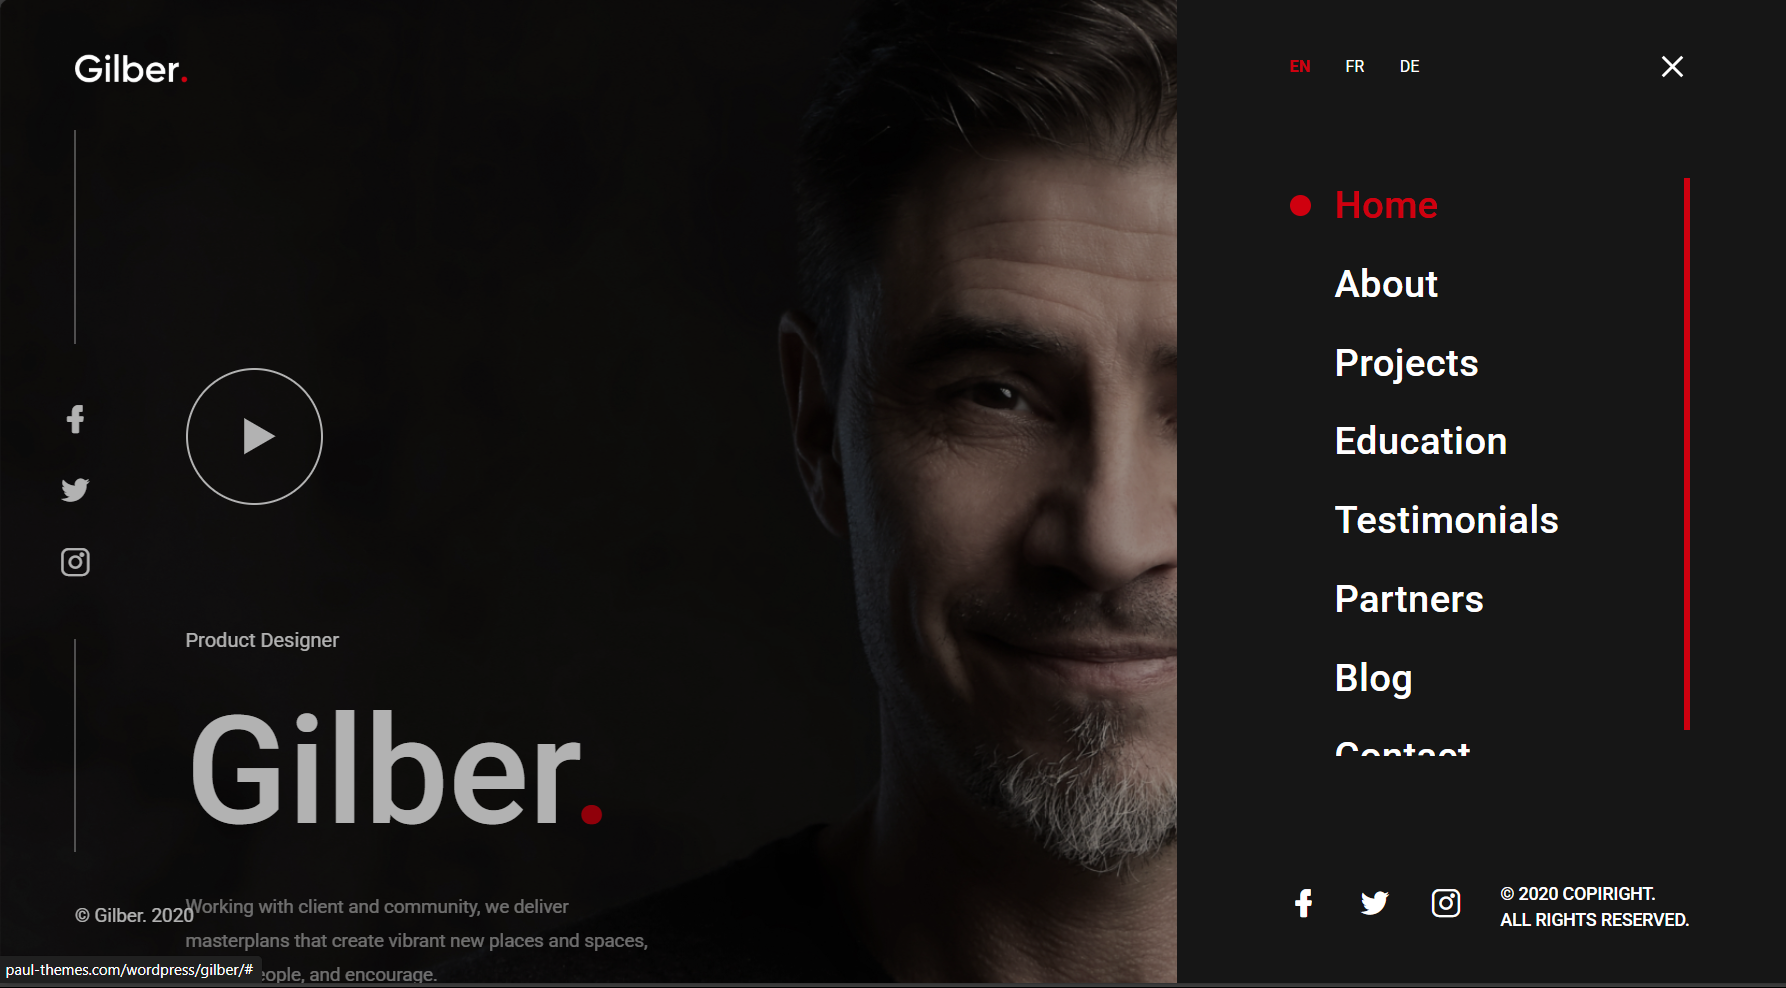 Gilber.
Product Designer
Gilber.
Working with client and community, we deliver
masterplans that create vibrant new places and spaces,
eople, and encourage.
© Gilber. 2020
paul-themes.com/wordpress/gilber/#
EN FR DE
Home
About
Projects
Education
Testimonials
Partners
Blog
Contact
© 2020 COPIRIGHT.
ALL RIGHTS RESERVED.